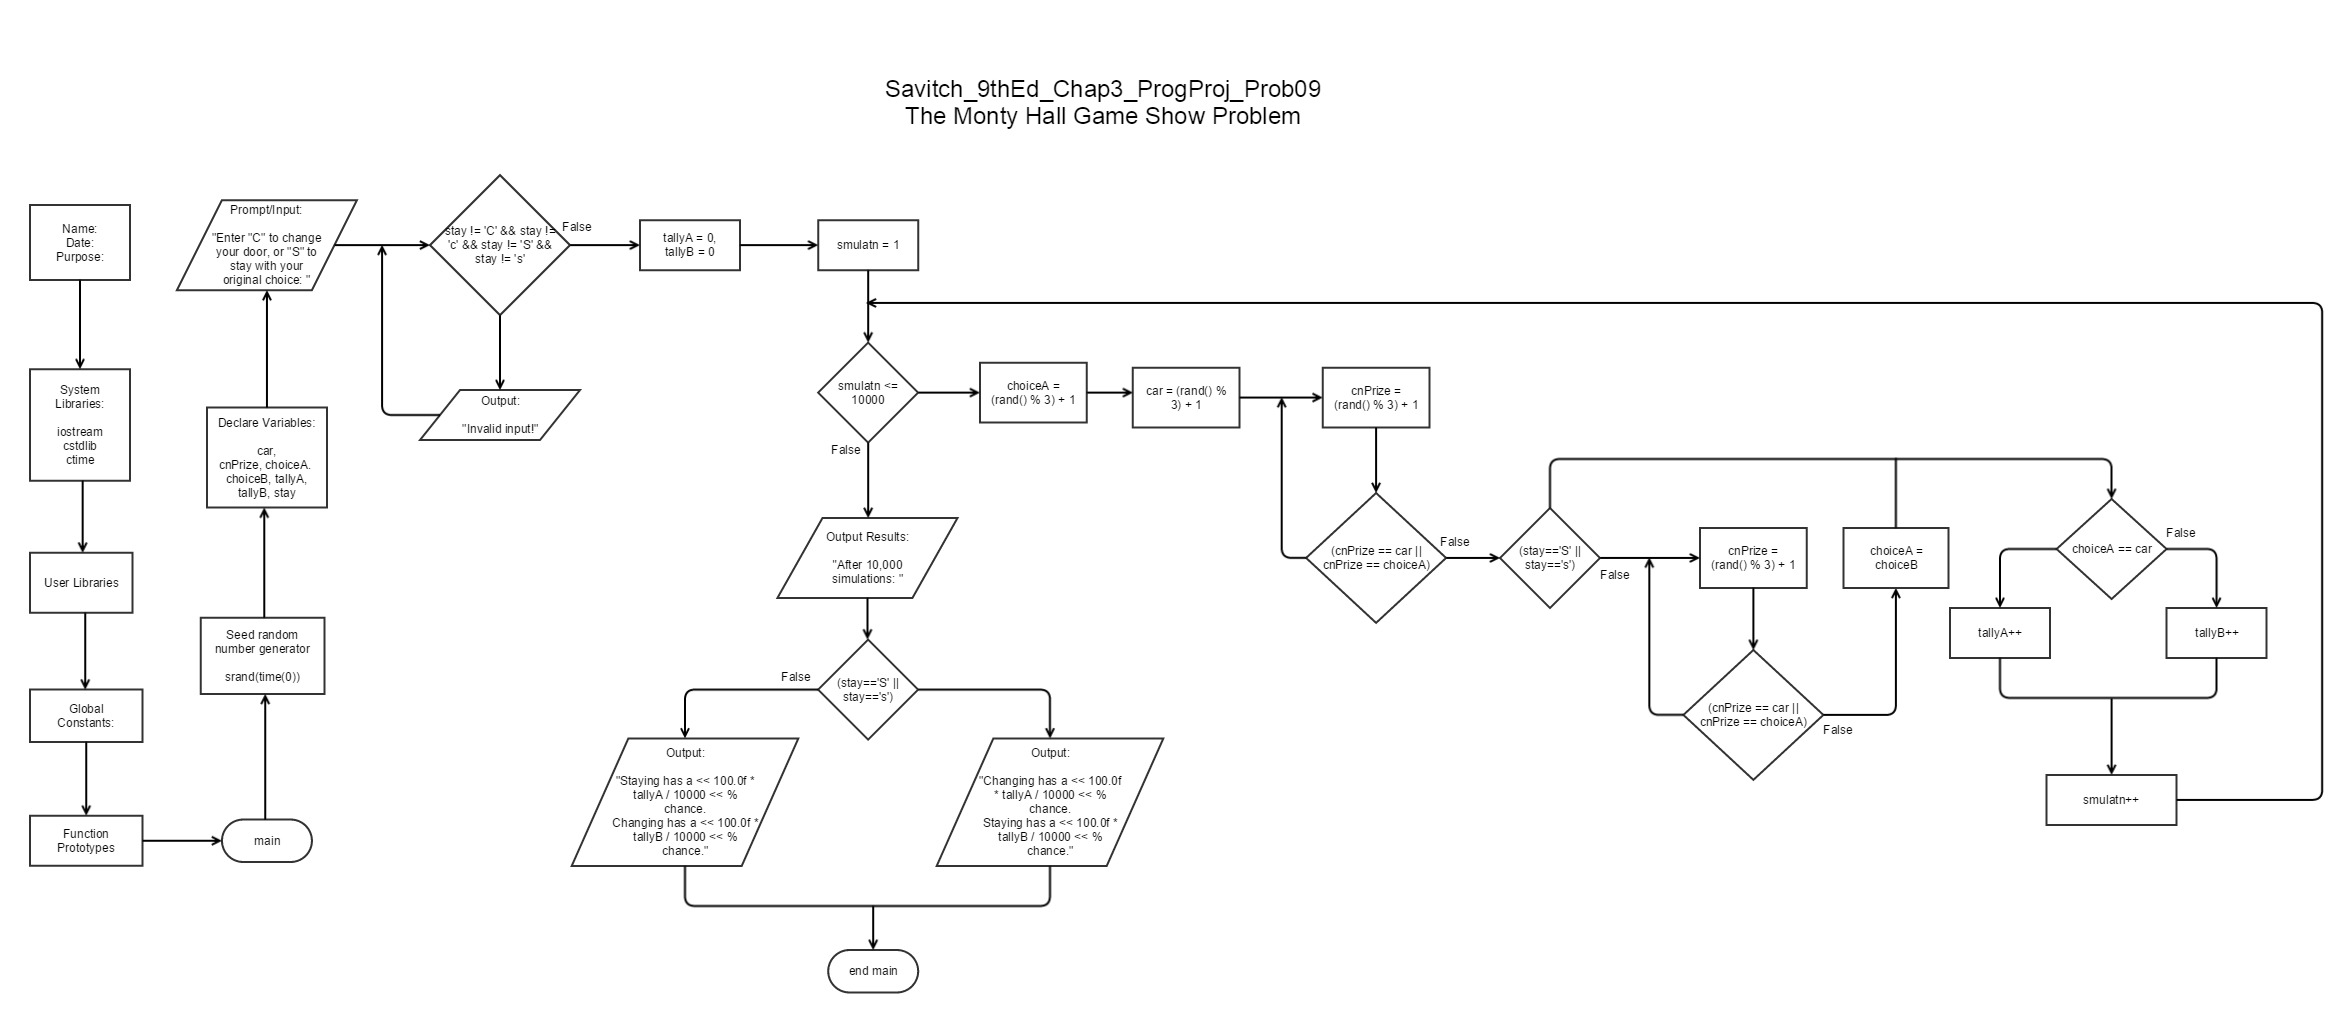 Savitch_9thEd_Chap3_ProgProj_Prob09
The Monty Hall Game Show Problem
Name:
Date:
Purpose:
System
Libraries:
iostream
cstdlib
ctime
User Libraries
Global
Constants:
Function
Prototypes
main
Seed random
number generator
srand(time(0))
Declare Variables:
car,
cnPrize, choiceA.
choiceB, tallyA,
tallyB, stay
Prompt/Input:
"Enter "C" to change
your door, or "S" to
stay with your
original choice: "
stay != 'C' && stay !=
'c' && stay != 'S' &&
stay != 's'
False
Output:
"Invalid input!"
tallyA = 0,
tallyB = 0
smulatn = 1
smulatn <=
10000
False
Output Results:
"After 10,000
simulations: "
(stay=='S' ||
stay=='s')
False
Output:
"Staying has a << 100.0f *
tallyA / 10000 << %
chance.
Changing has a << 100.0f *
tallyB / 10000 << %
chance."
Output:
"Changing has a << 100.0f
* tallyA / 10000 << %
chance.
Staying has a << 100.0f *
tallyB / 10000 << %
chance."
end main
choiceA =
(rand() % 3) + 1
car = (rand() %
3) + 1
cnPrize =
(rand() % 3) + 1
(cnPrize == car ||
cnPrize == choiceA)
False
(stay=='S' ||
stay=='s')
False
cnPrize =
(rand() % 3) + 1
(cnPrize == car ||
cnPrize == choiceA)
False
choiceA =
choiceB
choiceA == car
False
tallyA++
tallyB++
smulatn++